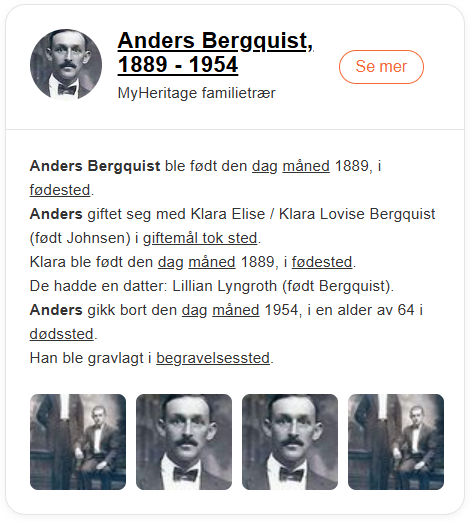 Anders Bergquist,
1889 - 1954
Se mer
MyHeritage familietrær
Anders Bergquist ble født den dag måned 1889, i
fødested.
Anders giftet seg med Klara Elise / Klara Lovise Bergquist
(født Johnsen) i giftemål tok sted.
Klara ble født den dag måned 1889, i fødested.
De hadde en datter: Lillian Lyngroth (født Bergquist).
Anders gikk bort den dag måned 1954, i en alder av 64 i
dødssted.
Han ble gravlagt i begravelsessted.